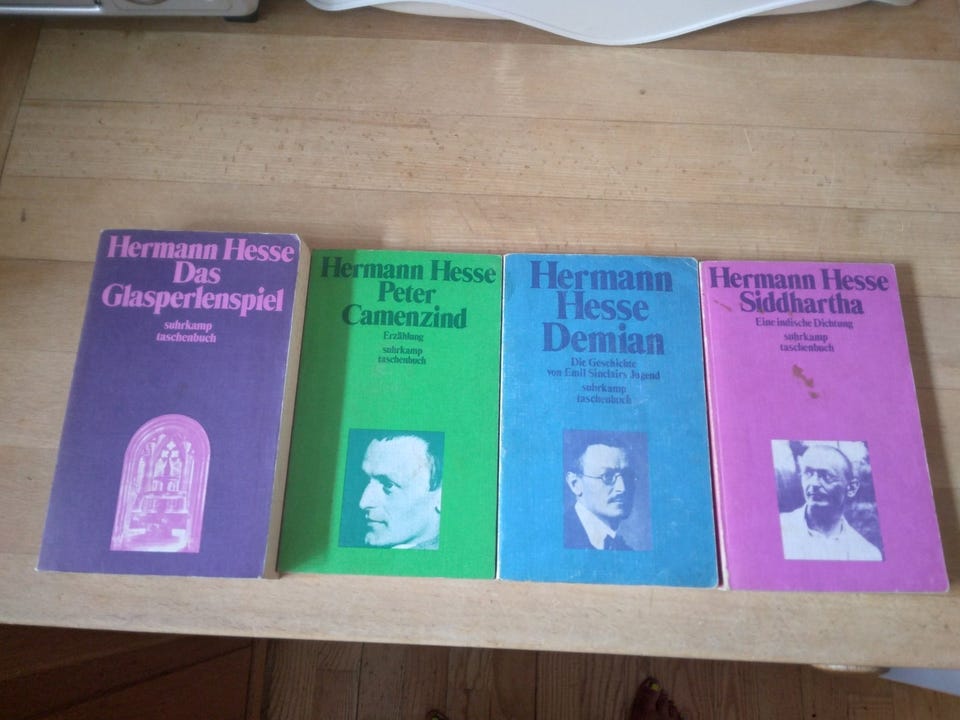 Hermann Hesse
Das
Glasperlenspiel
suhrkamp
taschenbuch
Hermann Hesse
Peter
Camenzind
Erzählung
suhrkamp
taschenbuch
Hermann
Hesse
Demian
Die Geschichte
von Emil Sinclairs Jugend
suhrkamp
taschenbuch
Hermann Hesse
Siddhartha
Eine indische Dichtung
suhrkamp
taschenbuch